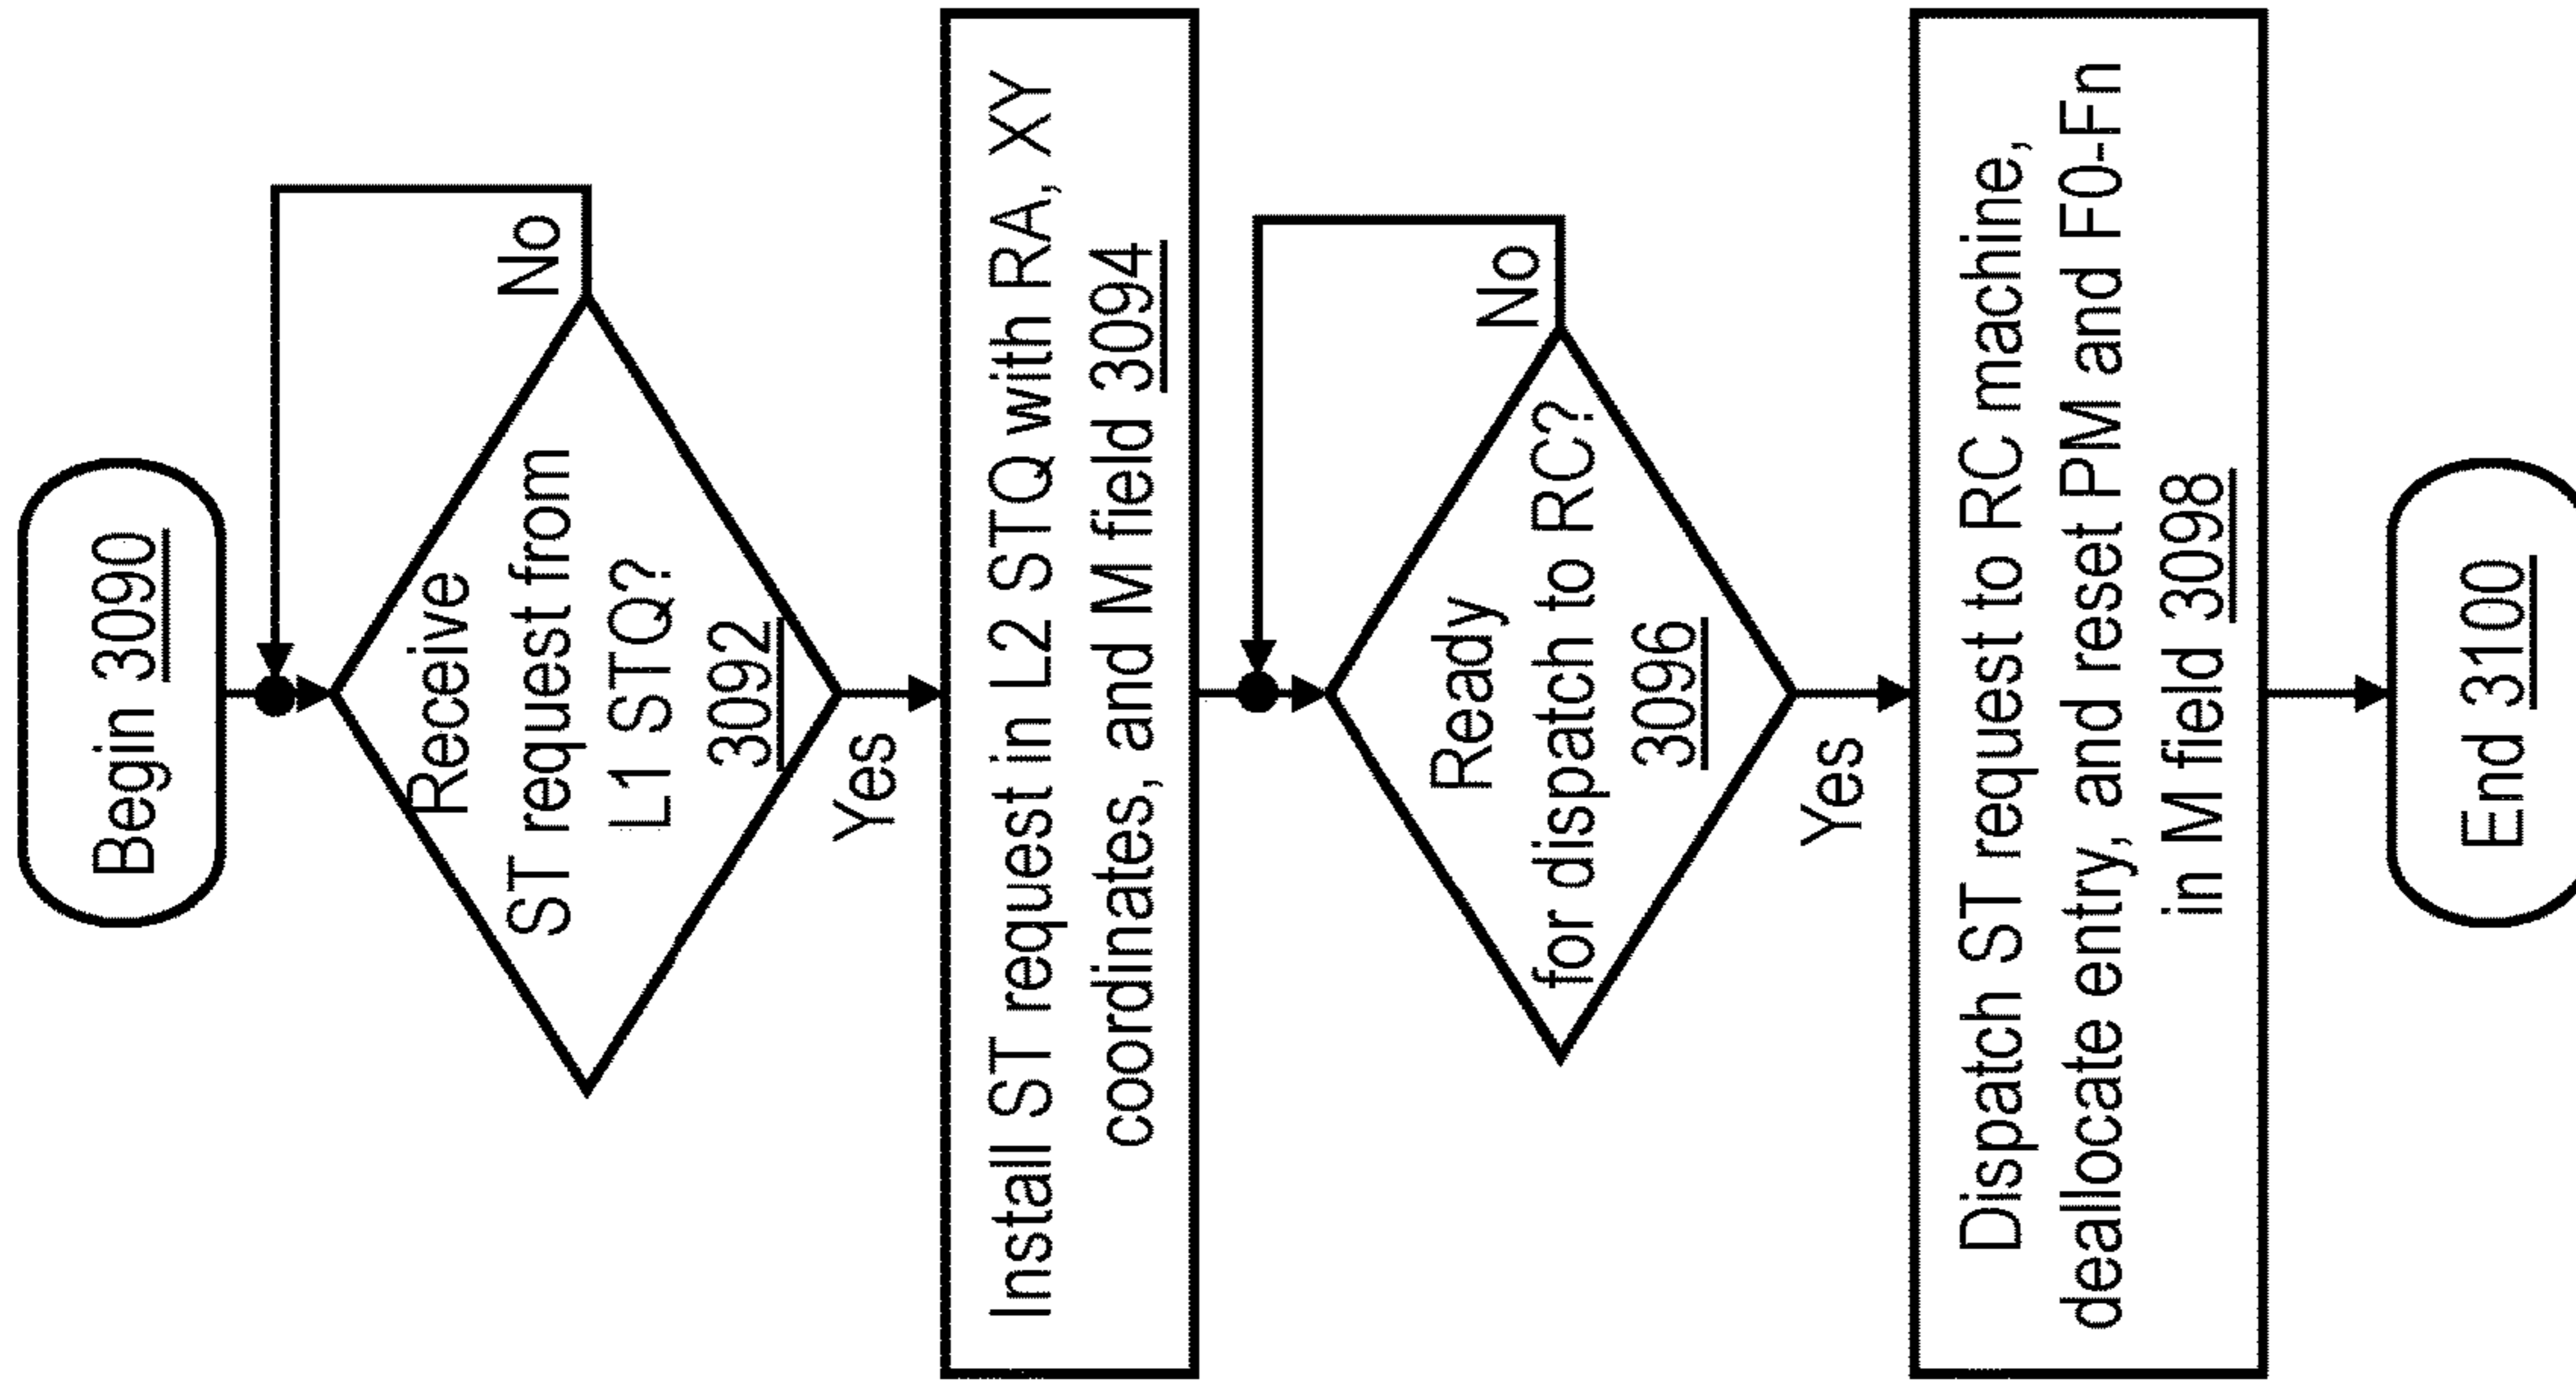 Begin 3090
Receive
ST request from
L1 STQ?
3092
No
Yes
Install ST request in L2 STQ with RA, XY
coordinates, and M field 3094
Ready
for dispatch to RC?
3096
No
Yes
Dispatch ST request to RC machine,
deallocate entry, and reset PM and F0-Fn
in M field 3098
End 3100